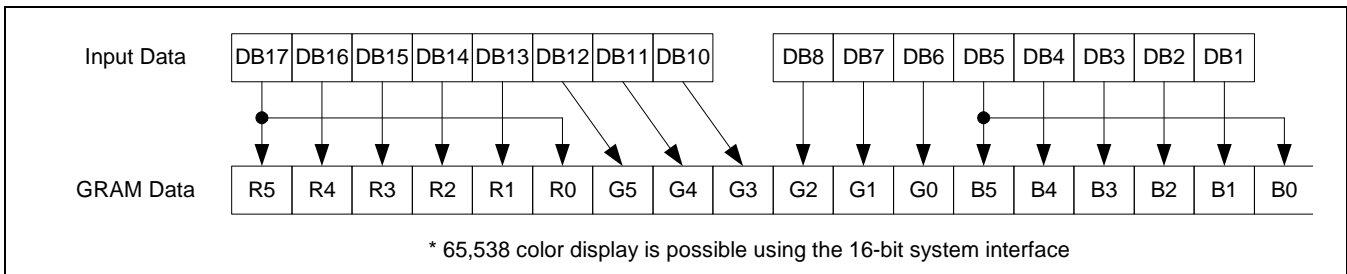 Input Data DB17 DB16 DB15 DB14 DB13 DB12 DB11 DB10 DB8 DB7 DB6 DB5 DB4 DB3 DB2 DB1
GRAM Data R5 R4 R3 R2 R1 R0 G5 G4 G3 G2 G1 G0 B5 B4 B3 B2 B1 B0
* 65,538 color display is possible using the 16-bit system interface